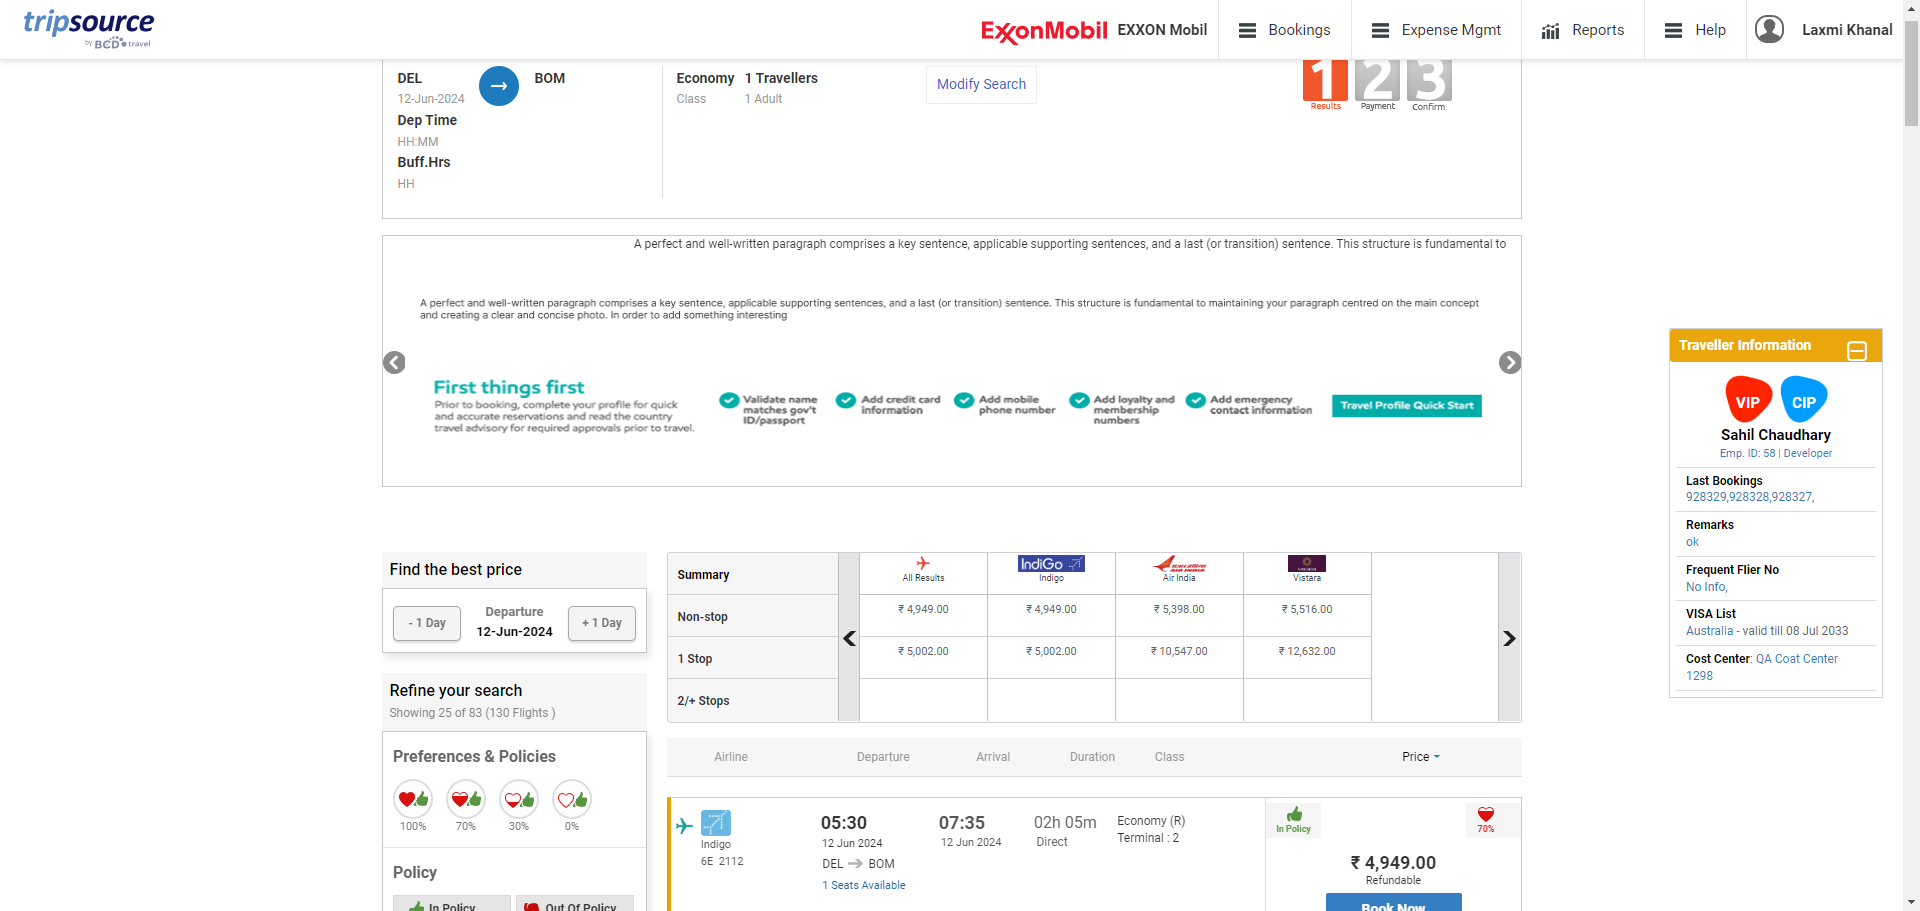 tripsource
by BCD travel
ExxonMobil EXXON Mobil
Bookings
Expense Mgmt
Reports
Help
Laxmi Khanal
DEL
12-Jun-2024
BOM
Dep Time
HH:MM
Buff.Hrs
HH
Economy
Class
1 Travellers
1 Adult
Modify Search
1 2 3
Results Payment Confirm
A perfect and well-written paragraph comprises a key sentence, applicable supporting sentences, and a last (or transition) sentence. This structure is fundamental to
A perfect and well-written paragraph comprises a key sentence, applicable supporting sentences, and a last (or transition) sentence. This structure is fundamental to maintaining your paragraph centred on the main concept
and creating a clear and concise photo. In order to add something interesting
First things first
Prior to booking, complete your profile for quick
and accurate reservations and read the country
travel advisory for required approvals prior to travel.
Validate name
matches gov't
ID/passport
Add credit card
information
Add mobile
phone number
Add loyalty and
membership
numbers
Add emergency
contact information
Travel Profile Quick Start
Traveller Information
VIP CIP
Sahil Chaudhary
Emp. ID: 58 | Developer
Last Bookings
928329,928328,928327,
Remarks
ok
Frequent Flier No
No Info,
VISA List
Australia - valid till 08 Jul 2033
Cost Center: QA Coat Center
1298
Find the best price
- 1 Day
Departure
12-Jun-2024
+ 1 Day
Refine your search
Showing 25 of 83 (130 Flights )
Preferences & Policies
100% 70% 30% 0%
Policy
In Policy Out Of Policy
Summary
All Results
IndiGo
Indigo
AIR INDIA
Air India
Vistara
Non-stop ₹ 4,949.00 ₹ 4,949.00 ₹ 5,398.00 ₹ 5,516.00
1 Stop ₹ 5,002.00 ₹ 5,002.00 ₹ 10,547.00 ₹ 12,632.00
2/+ Stops
Airline Departure Arrival Duration Class Price
Indigo
6E 2112
05:30
12 Jun 2024
DEL BOM
1 Seats Available
07:35
12 Jun 2024
02h 05m
Direct
Economy (R)
Terminal : 2
In Policy
70%
₹ 4,949.00
Refundable
Book Now